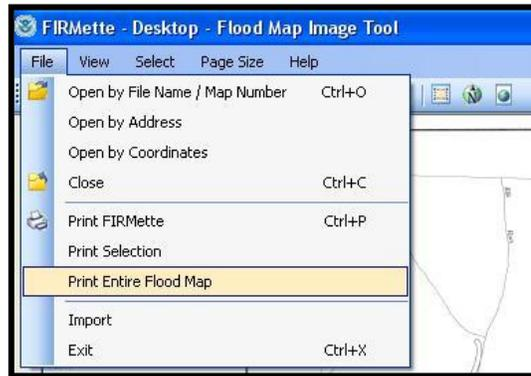 FIRMette - Desktop - Flood Map Image Tool
File View Select Page Size Help
Open by File Name / Map Number Ctrl+O
Open by Address
Open by Coordinates
Close Ctrl+C
Print FIRMette Ctrl+P
Print Selection
Print Entire Flood Map
Import
Exit Ctrl+X